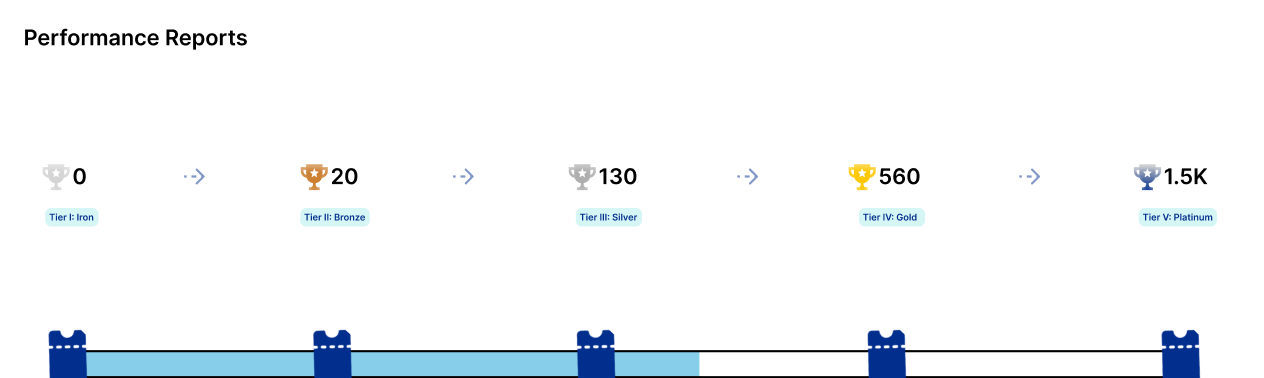 Performance Reports
0 20 130 560 1.5K
Tier I: Iron Tier II: Bronze Tier III: Silver Tier IV: Gold Tier V: Platinum